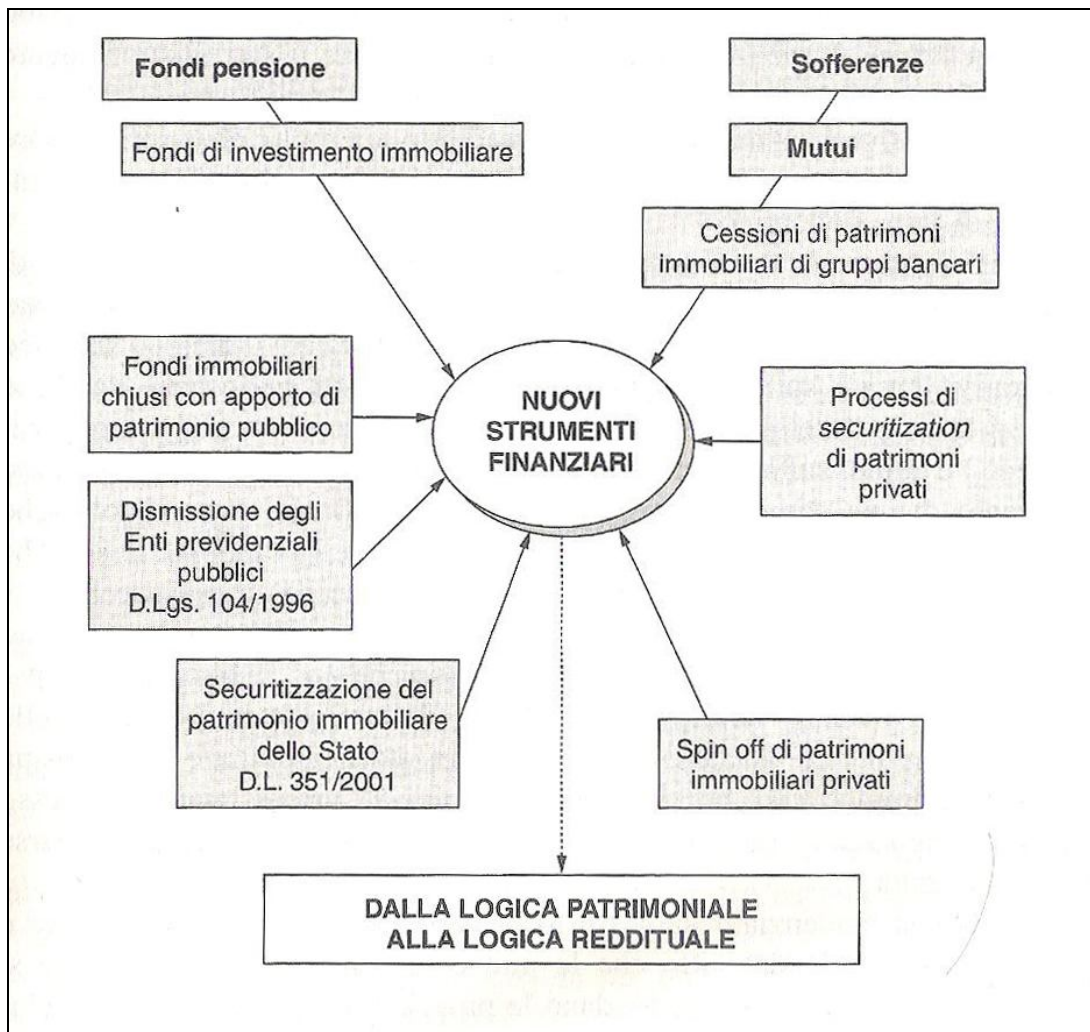 Fondi pensione
Sofferenze
Fondi di investimento immobiliare
Mutui
Cessioni di patrimoni
immobiliari di gruppi bancari
Fondi immobiliari
chiusi con apporto di
patrimonio pubblico
NUOVI
STRUMENTI
FINANZIARI
Processi di
securitization
di patrimoni
privati
Dismissione degli
Enti previdenziali
pubblici
D.Lgs. 104/1996
Securitizzazione del
patrimonio immobiliare
dello Stato
D.L. 351/2001
Spin off di patrimoni
immobiliari privati
DALLA LOGICA PATRIMONIALE
ALLA LOGICA REDDITUALE